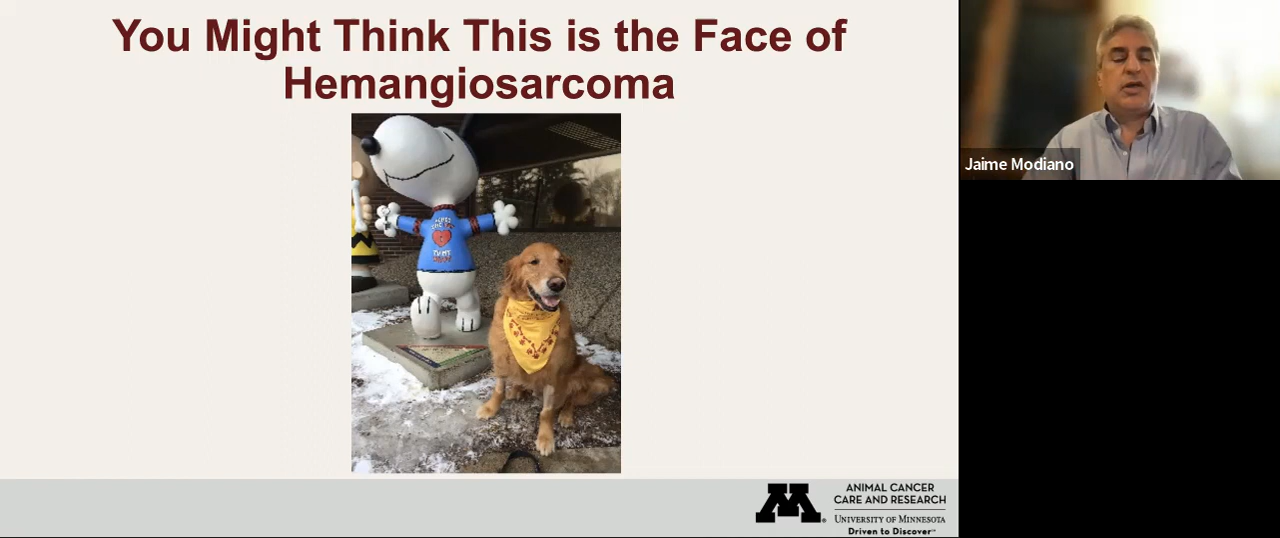 You Might Think This is the Face of
Hemangiosarcoma
Jaime Modiano
ANIMAL CANCER
CARE AND RESEARCH
UNIVERSITY OF MINNESOTA
Driven to Discover℠